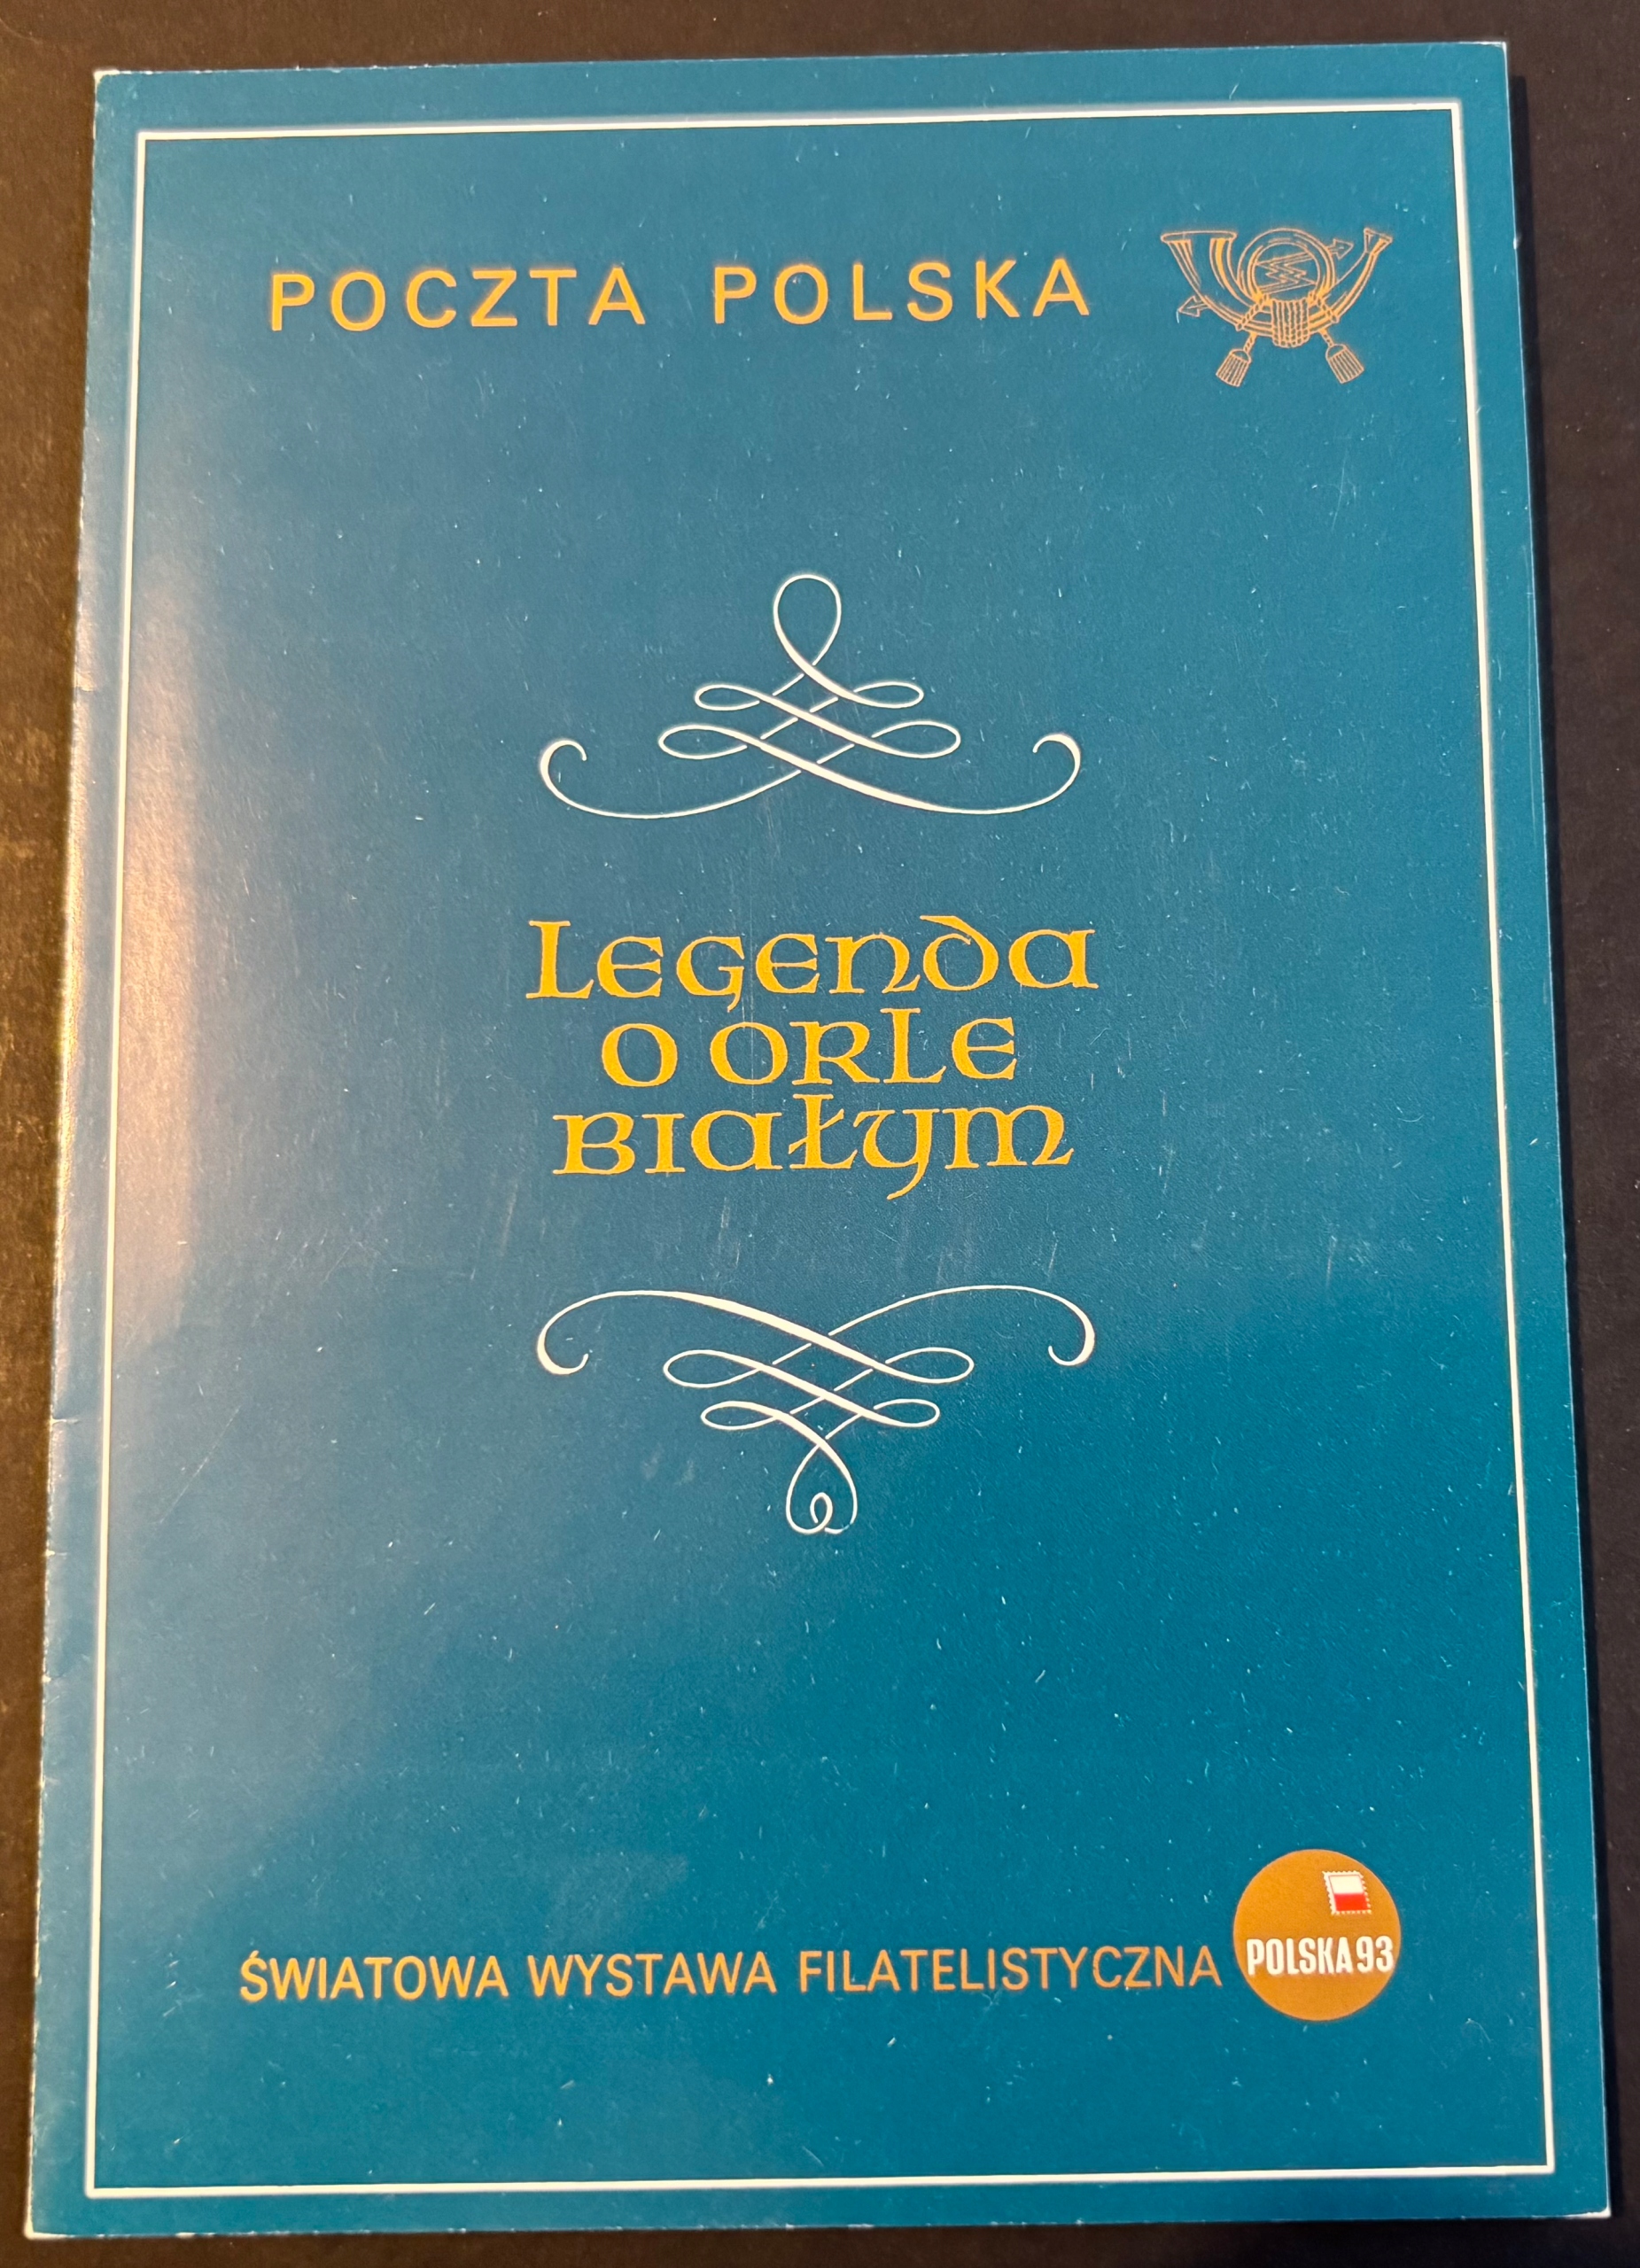 POCZTA POLSKA
LEGENDA
O ORLE
BIAŁYM
ŚWIATOWA WYSTAWA FILATELISTYCZNA
POLSKA 93